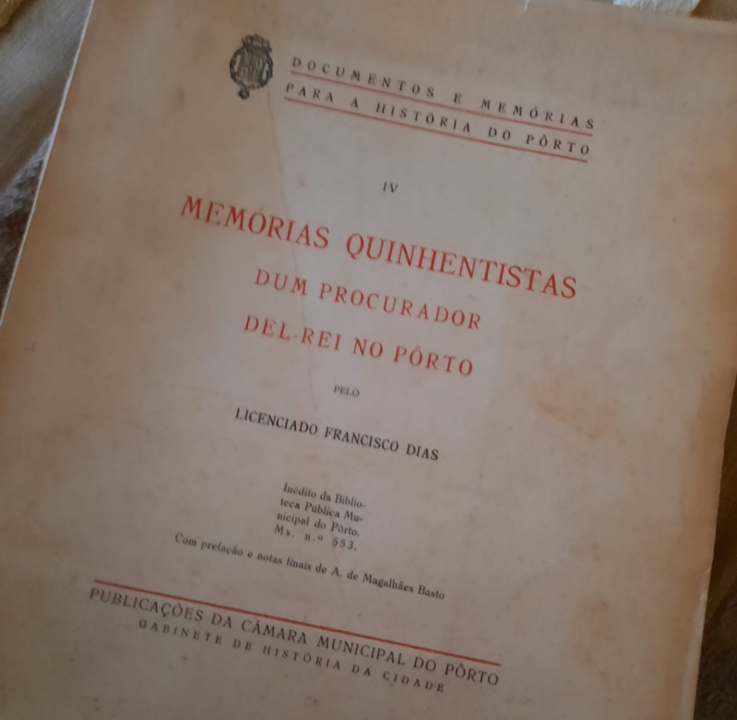 DOCUMENTOS E MEMÓRIAS
PARA A HISTÓRIA DO PÔRTO
IV
MEMÓRIAS QUINHENTISTAS
DUM PROCURADOR
DEL-REI NO PÔRTO
PELO
LICENCIADO FRANCISCO DIAS
Inédito da Biblio-
teca Pública Mu-
nicipal do Pôrto.
Ms. n.º 553.
Com prefação e notas finais de A. de Magalhães Basto
PUBLICAÇÕES DA CÂMARA MUNICIPAL DO PÔRTO
GABINETE DE HISTÓRIA DA CIDADE